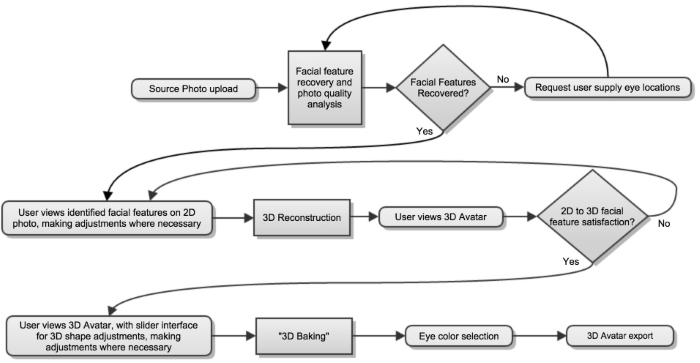 Source Photo upload
Facial feature
recovery and
photo quality
analysis
Facial Features
Recovered?
No
Request user supply eye locations
Yes
User views identified facial features on 2D
photo, making adjustments where necessary
3D Reconstruction
User views 3D Avatar
2D to 3D facial
feature satisfaction?
No
Yes
User views 3D Avatar, with slider interface
for 3D shape adjustments, making
adjustments where necessary
"3D Baking"
Eye color selection
3D Avatar export